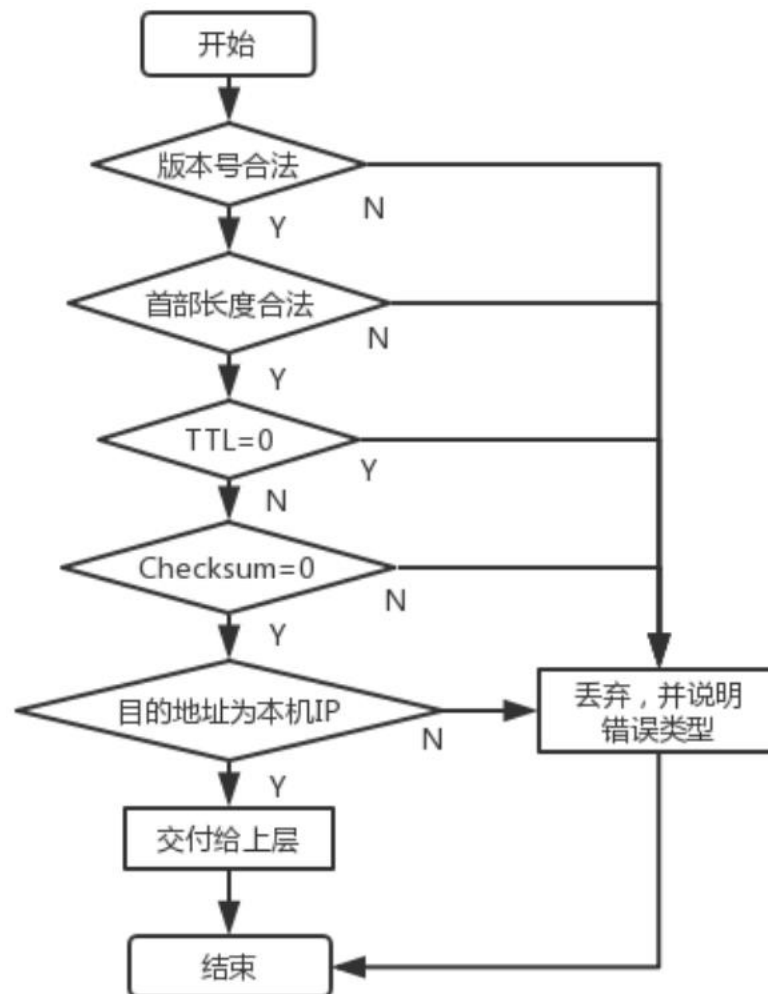 开始
版本号合法
N
Y
首部长度合法
N
Y
TTL=0
Y
N
Checksum=0
N
Y
目的地址为本机IP
N
丢弃，并说明
错误类型
Y
交付给上层
结束